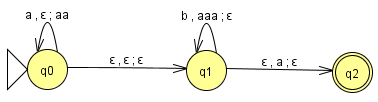 a , ε ; aa
b , aaa ; ε
ε , ε ; ε
ε , a ; ε
q0
q1
q2